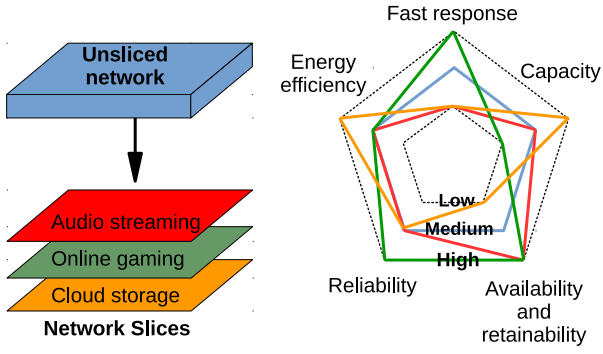 Unsliced
network
Audio streaming
Online gaming
Cloud storage
Network Slices
Fast response
Energy
efficiency
Capacity
Low
Medium
High
Reliability
Availability
and
retainability